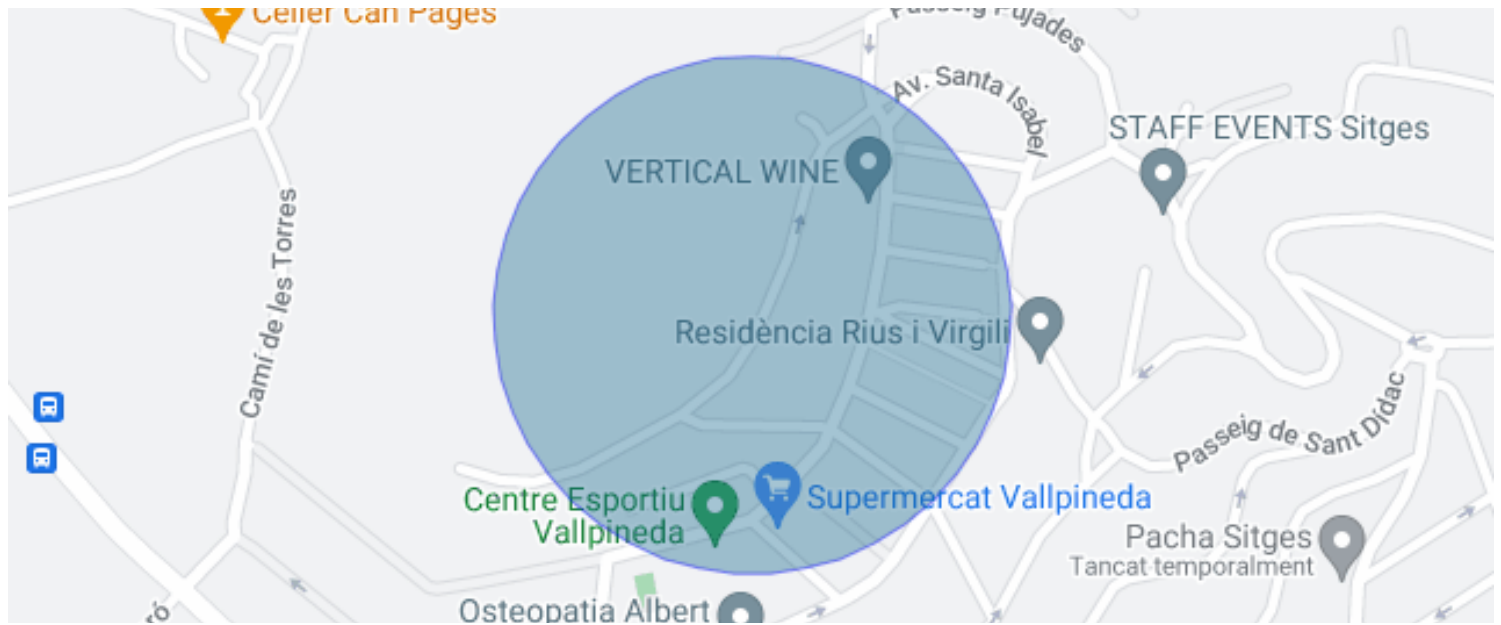 Celler Can Pagès
Passeig Pujades
Av. Santa Isabel
STAFF EVENTS Sitges
VERTICAL WINE
Camí de les Torres
Residència Rius i Virgili
Passeig de Sant Dídac
Centre Esportiu
Vallpineda
Supermercat Vallpineda
Pacha Sitges
Tancat temporalment
Osteopatia Albert
ró